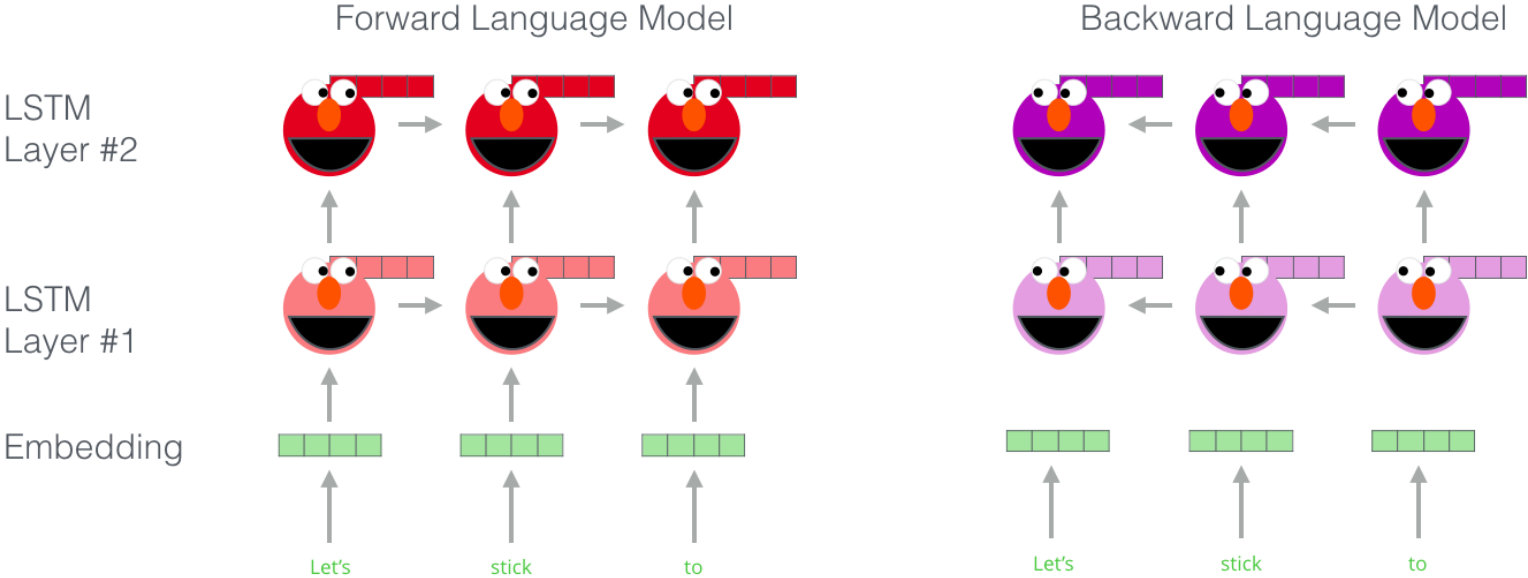 Forward Language Model
Backward Language Model
LSTM
Layer #2
LSTM
Layer #1
Embedding
Let's
stick
to
Let's
stick
to